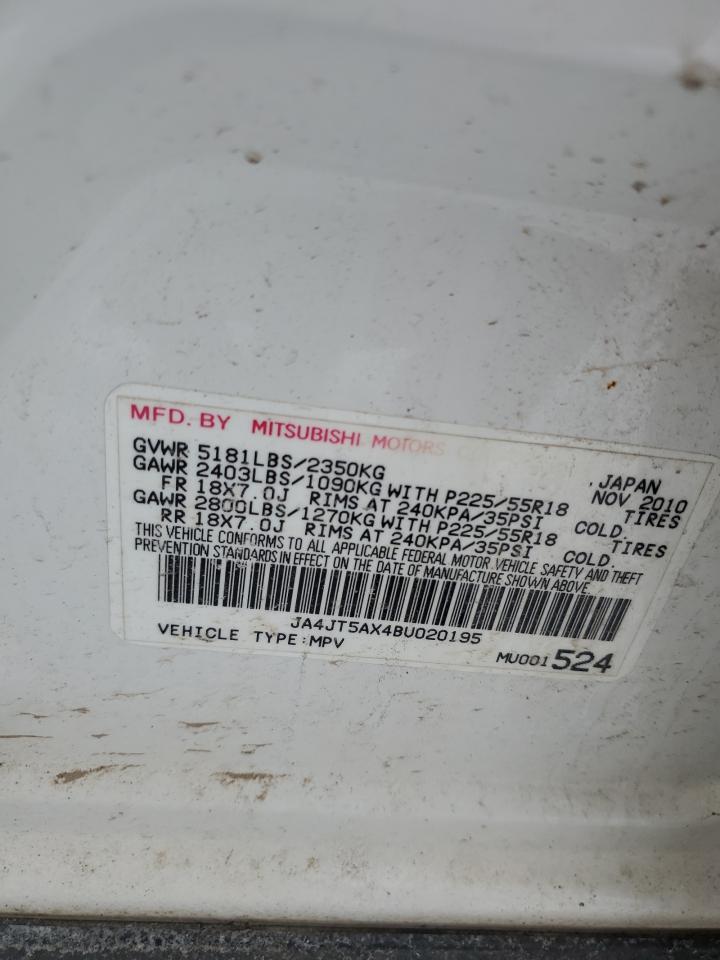 MFD. BY MITSUBISHI MOTORS
JAPAN
GVWR 5181LBS/2350KG NOV 2010
GAWR 2403LBS/1090KG WITH P225/55R18 TIRES
FR 18X7.0J RIMS AT 240KPA/35PSI COLD.
GAWR 2800LBS/1270KG WITH P225/55R18 TIRES
RR 18X7.0J RIMS AT 240KPA/35PSI COLD.
THIS VEHICLE CONFORMS TO ALL APPLICABLE FEDERAL MOTOR VEHICLE SAFETY AND THEFT
PREVENTION STANDARDS IN EFFECT ON THE DATE OF MANUFACTURE SHOWN ABOVE.
JA4JT5AX4BU020195
VEHICLE TYPE:MPV MU001524